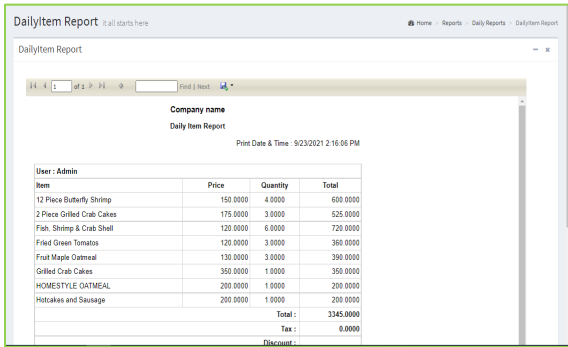 DailyItem Report it all starts here
Home > Reports > Daily Reports > DailyItem Report
DailyItem Report
1 of 1 Find | Next
Company name
Daily Item Report
Print Date & Time : 9/23/2021 2:16:06 PM
User : Admin
Item Price Quantity Total
12 Piece Butterfly Shrimp 150.0000 4.0000 600.0000
2 Piece Grilled Crab Cakes 175.0000 3.0000 525.0000
Fish, Shrimp & Crab Shell 120.0000 6.0000 720.0000
Fried Green Tomatos 120.0000 3.0000 360.0000
Fruit Maple Oatmeal 130.0000 3.0000 390.0000
Grilled Crab Cakes 350.0000 1.0000 350.0000
HOMESTYLE OATMEAL 200.0000 1.0000 200.0000
Hotcakes and Sausage 200.0000 1.0000 200.0000
Total : 3345.0000
Tax : 0.0000
Discount :